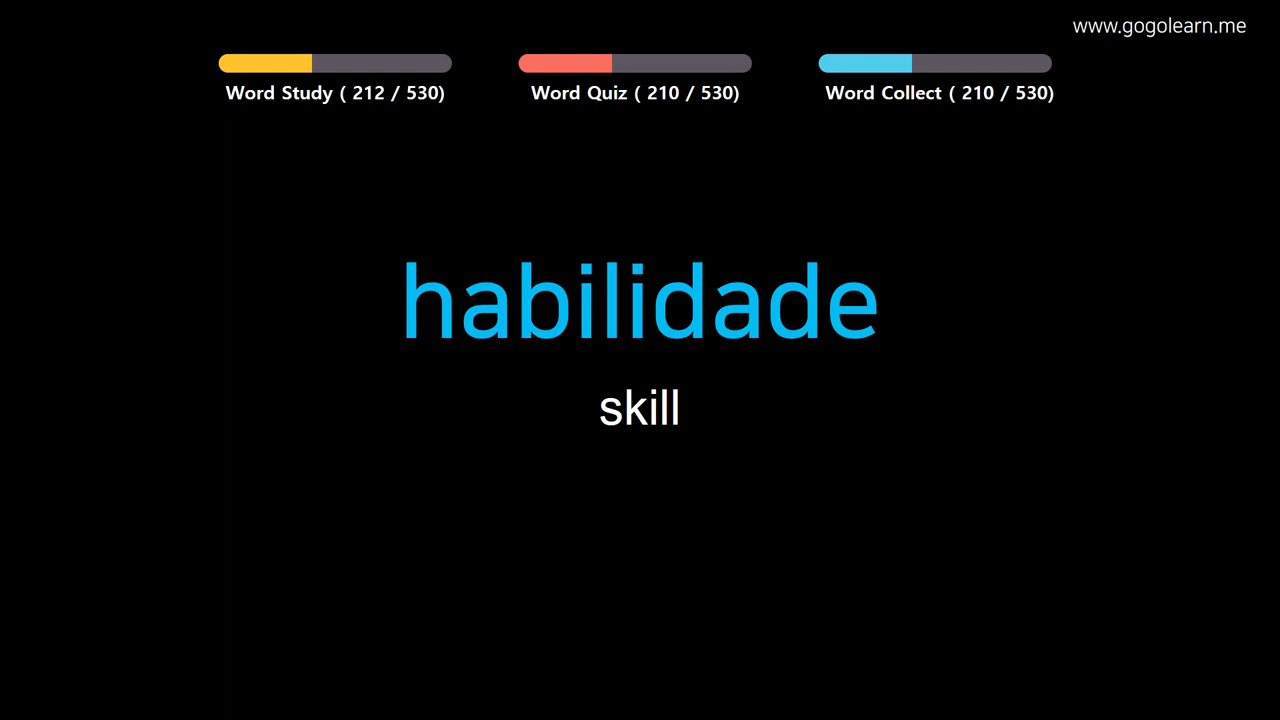 www.gogolearn.me
Word Study ( 212 / 530)
Word Quiz ( 210 / 530)
Word Collect ( 210 / 530)
habilidade
skill